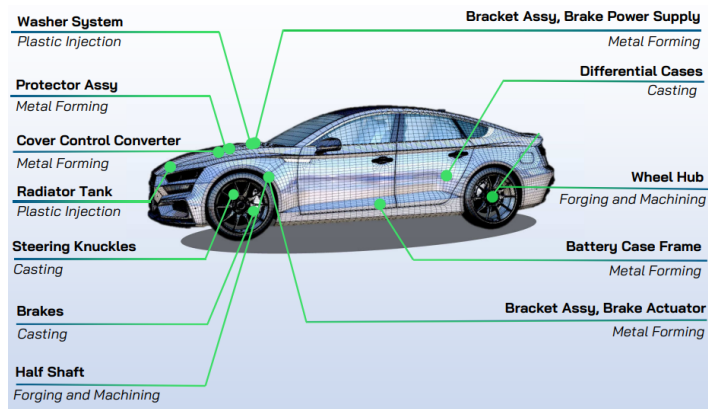 Washer System
Plastic Injection
Protector Assy
Metal Forming
Cover Control Converter
Metal Forming
Radiator Tank
Plastic Injection
Steering Knuckles
Casting
Brakes
Casting
Half Shaft
Forging and Machining
Bracket Assy, Brake Power Supply
Metal Forming
Differential Cases
Casting
Wheel Hub
Forging and Machining
Battery Case Frame
Metal Forming
Bracket Assy, Brake Actuator
Metal Forming